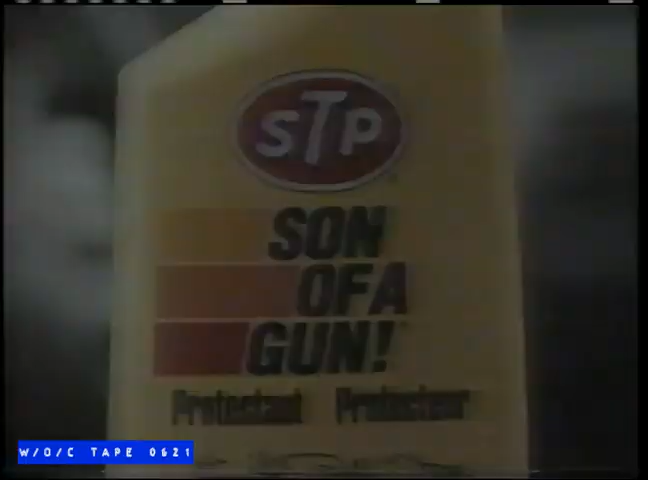 STP
SON
OF A
GUN!
Protectant Protecteur
W/O/C TAPE 0621